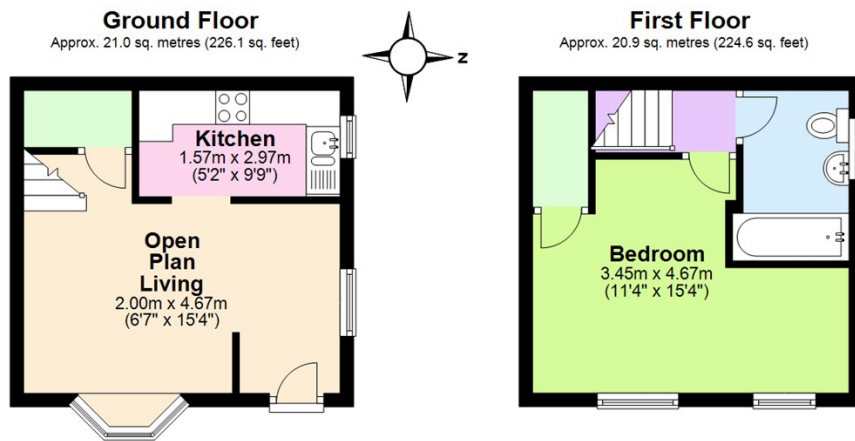 Ground Floor
Approx. 21.0 sq. metres (226.1 sq. feet)
Z
Kitchen
1.57m x 2.97m
(5'2" x 9'9")
Open
Plan
Living
2.00m x 4.67m
(6'7" x 15'4")
First Floor
Approx. 20.9 sq. metres (224.6 sq. feet)
Bedroom
3.45m x 4.67m
(11'4" x 15'4")